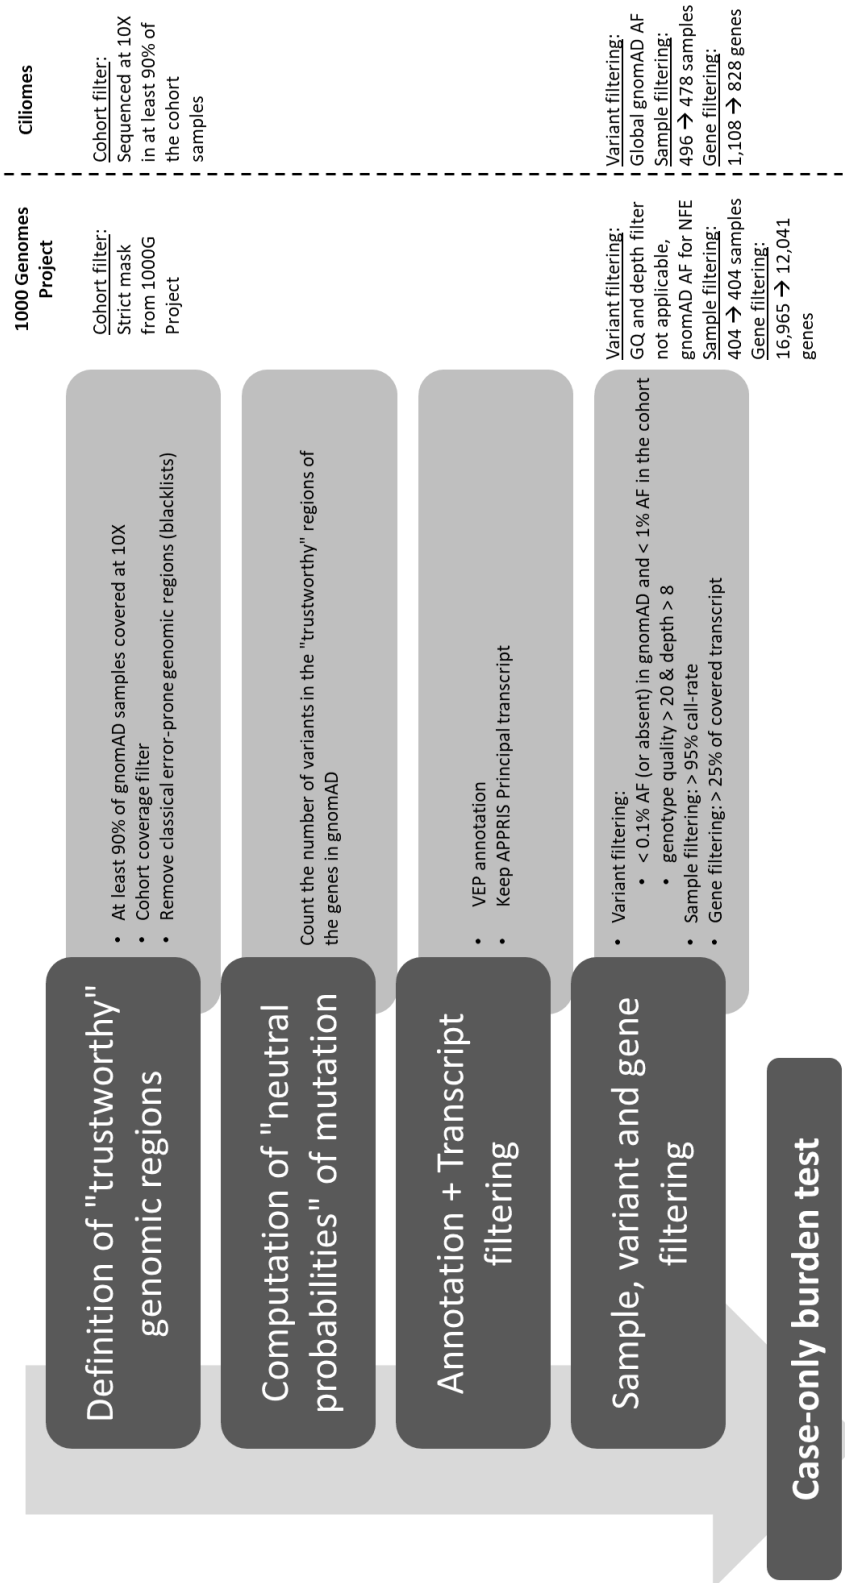 1000 Genomes
Project
Ciliomes
Definition of "trustworthy"
genomic regions
• At least 90% of gnomAD samples covered at 10X
• Cohort coverage filter
• Remove classical error-prone genomic regions (blacklists)
Cohort filter:
Strict mask
from 1000G
Project
Cohort filter:
Sequenced at 10X
in at least 90% of
the cohort
samples
Computation of "neutral
probabilities" of mutation
Count the number of variants in the "trustworthy" regions of
the genes in gnomAD
Annotation + Transcript
filtering
• VEP annotation
• Keep APPRIS Principal transcript
Sample, variant and gene
filtering
• Variant filtering:
• < 0.1% AF (or absent) in gnomAD and < 1% AF in the cohort
• genotype quality > 20 & depth > 8
• Sample filtering: > 95% call-rate
• Gene filtering: > 25% of covered transcript
Variant filtering:
GQ and depth filter
not applicable,
gnomAD AF for NFE
Sample filtering:
404 → 404 samples
Gene filtering:
16,965 → 12,041
genes
Variant filtering:
Global gnomAD AF
Sample filtering:
496 → 478 samples
Gene filtering:
1,108 → 828 genes
Case-only burden test